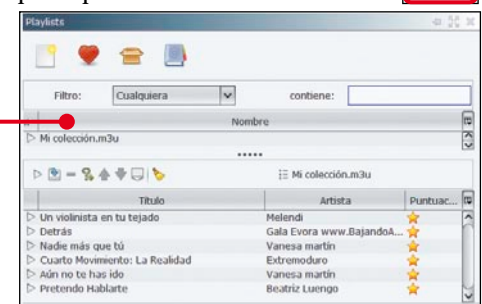 Playlists
Filtro: Cualquiera contiene:
Nombre
Mi colección.m3u
Mi colección.m3u
Título Artista Puntuac...
Un violinista en tu tejado Melendi
Detrás Gala Evora www.BajandoA...
Nadie más que tú Vanesa martín
Cuarto Movimiento: La Realidad Extremoduro
Aún no te has ido Vanesa martín
Pretendo Hablarte Beatriz Luengo